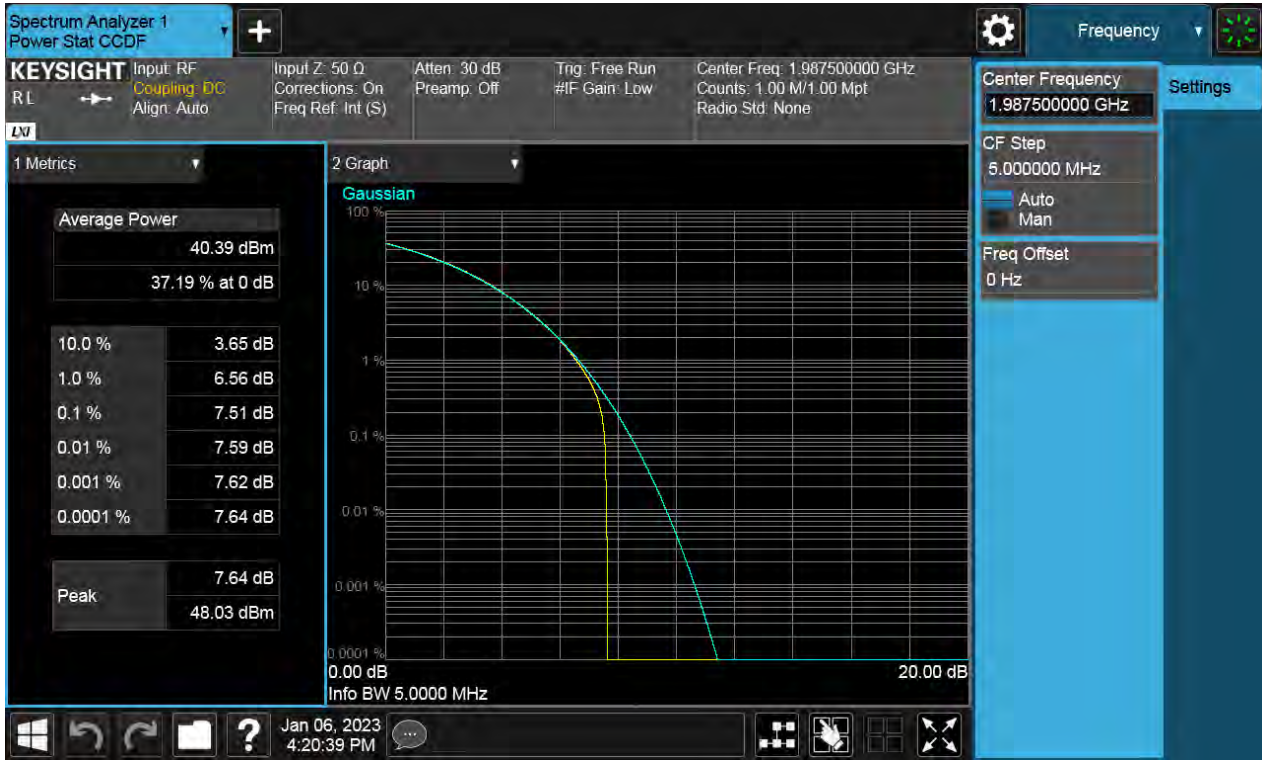 Spectrum Analyzer 1
Power Stat CCDF
+
Frequency
KEYSIGHT
R L
LXI
Input: RF
Coupling: DC
Align: Auto
Input Z: 50 Ω
Corrections: On
Freq Ref: Int (S)
Atten: 30 dB
Preamp: Off
Trig: Free Run
#IF Gain: Low
Center Freq: 1.987500000 GHz
Counts: 1.00 M/1.00 Mpt
Radio Std: None
Center Frequency
1.987500000 GHz
Settings
CF Step
5.000000 MHz
Auto
Man
Freq Offset
0 Hz
1 Metrics
Average Power
40.39 dBm
37.19 % at 0 dB
10.0 % 3.65 dB
1.0 % 6.56 dB
0.1 % 7.51 dB
0.01 % 7.59 dB
0.001 % 7.62 dB
0.0001 % 7.64 dB
Peak
7.64 dB
48.03 dBm
2 Graph
Gaussian
100 %
10 %
1 %
0.1 %
0.01 %
0.001 %
0.0001 %
0.00 dB 20.00 dB
Info BW 5.0000 MHz
?
Jan 06, 2023
4:20:39 PM